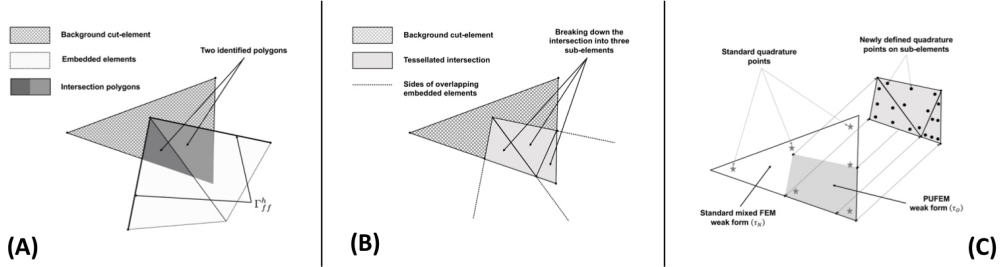 Background cut-element
Embedded elements
Intersection polygons
Two identified polygons
Γ^h_ff
(A)
Background cut-element
Tessellated intersection
Sides of overlapping
embedded elements
Breaking down the
intersection into three
sub-elements
(B)
Standard quadrature
points
Newly defined quadrature
points on sub-elements
Standard mixed FEM
weak form (τ_N)
PUFEM
weak form (τ_O)
(C)